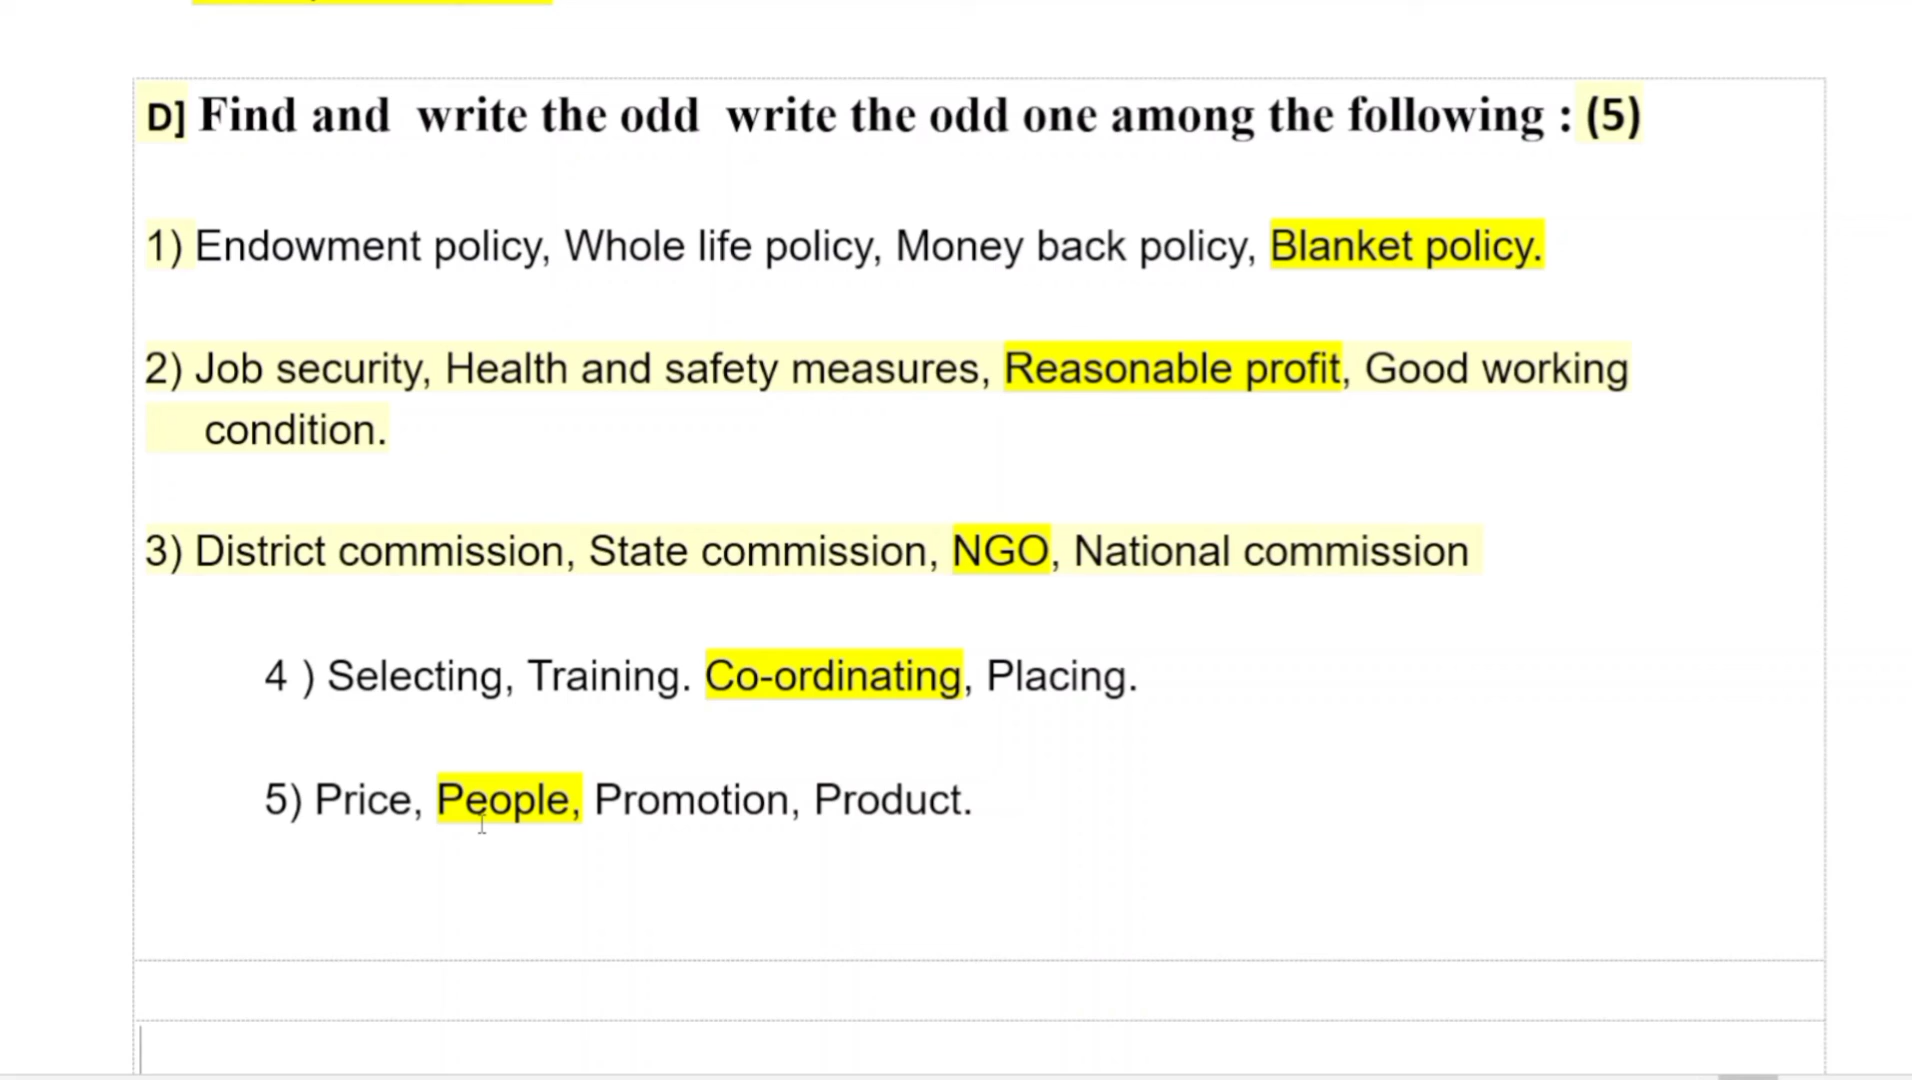 D] Find and write the odd write the odd one among the following : (5)
1) Endowment policy, Whole life policy, Money back policy, Blanket policy.
2) Job security, Health and safety measures, Reasonable profit, Good working
condition.
3) District commission, State commission, NGO, National commission
4 ) Selecting, Training. Co-ordinating, Placing.
5) Price, People, Promotion, Product.